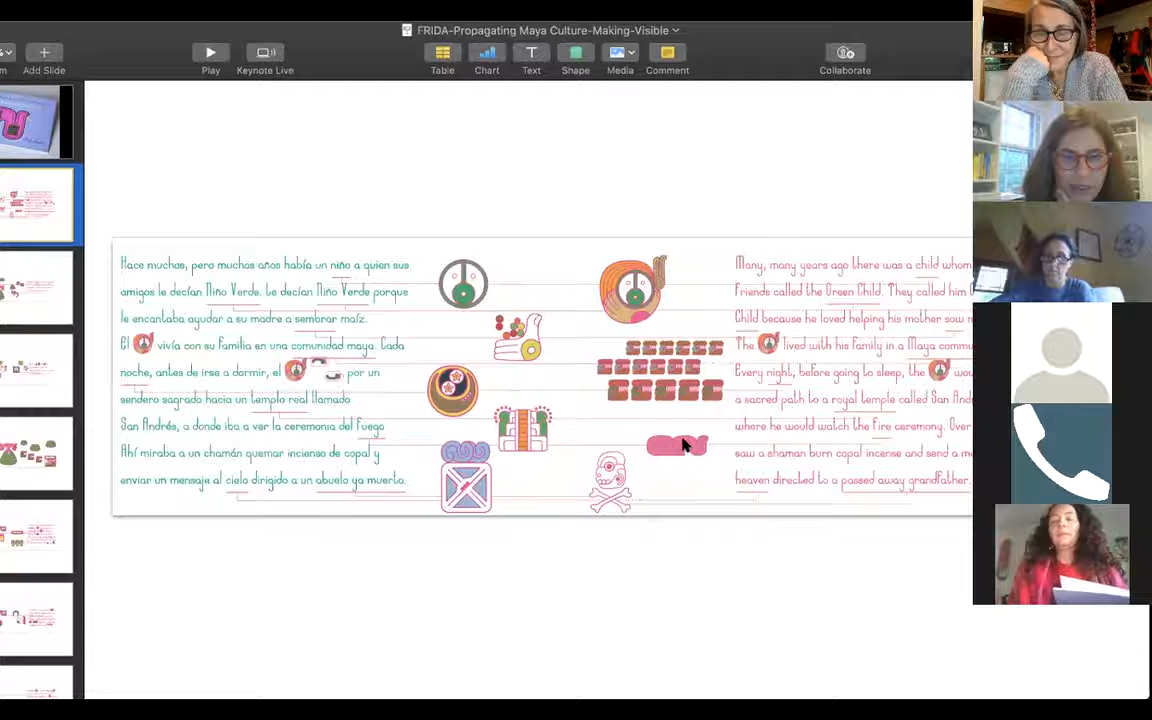 FRIDA-Propagating Maya Culture-Making-Visible
Add Slide
Play
Keynote Live
Table
Chart
Text
Shape
Media
Comment
Collaborate
Hace muchos, pero muchos años había un niño a quien sus
amigos le decían Niño Verde. Le decían Niño Verde porque
le encantaba ayudar a su madre a sembrar maíz.
El vivía con su familia en una comunidad maya. Cada
noche, antes de irse a dormir, el por un
sendero sagrado hacia un templo real llamado
San Andrés, a donde iba a ver la ceremonia del fuego
Ahí miraba a un chamán quemar incienso de copal y
enviar un mensaje al cielo dirigido a un abuelo ya muerto.
Many, many years ago there was a child whom
Friends called the Green Child. They called him
Child because he loved helping his mother sow
The lived with his family in a Maya
Every night, before going to sleep, the
a sacred path to a royal temple called San
where he would watch the fire ceremony. Over
saw a shaman burn copal incense and send a
heaven directed to a passed away grandfather.